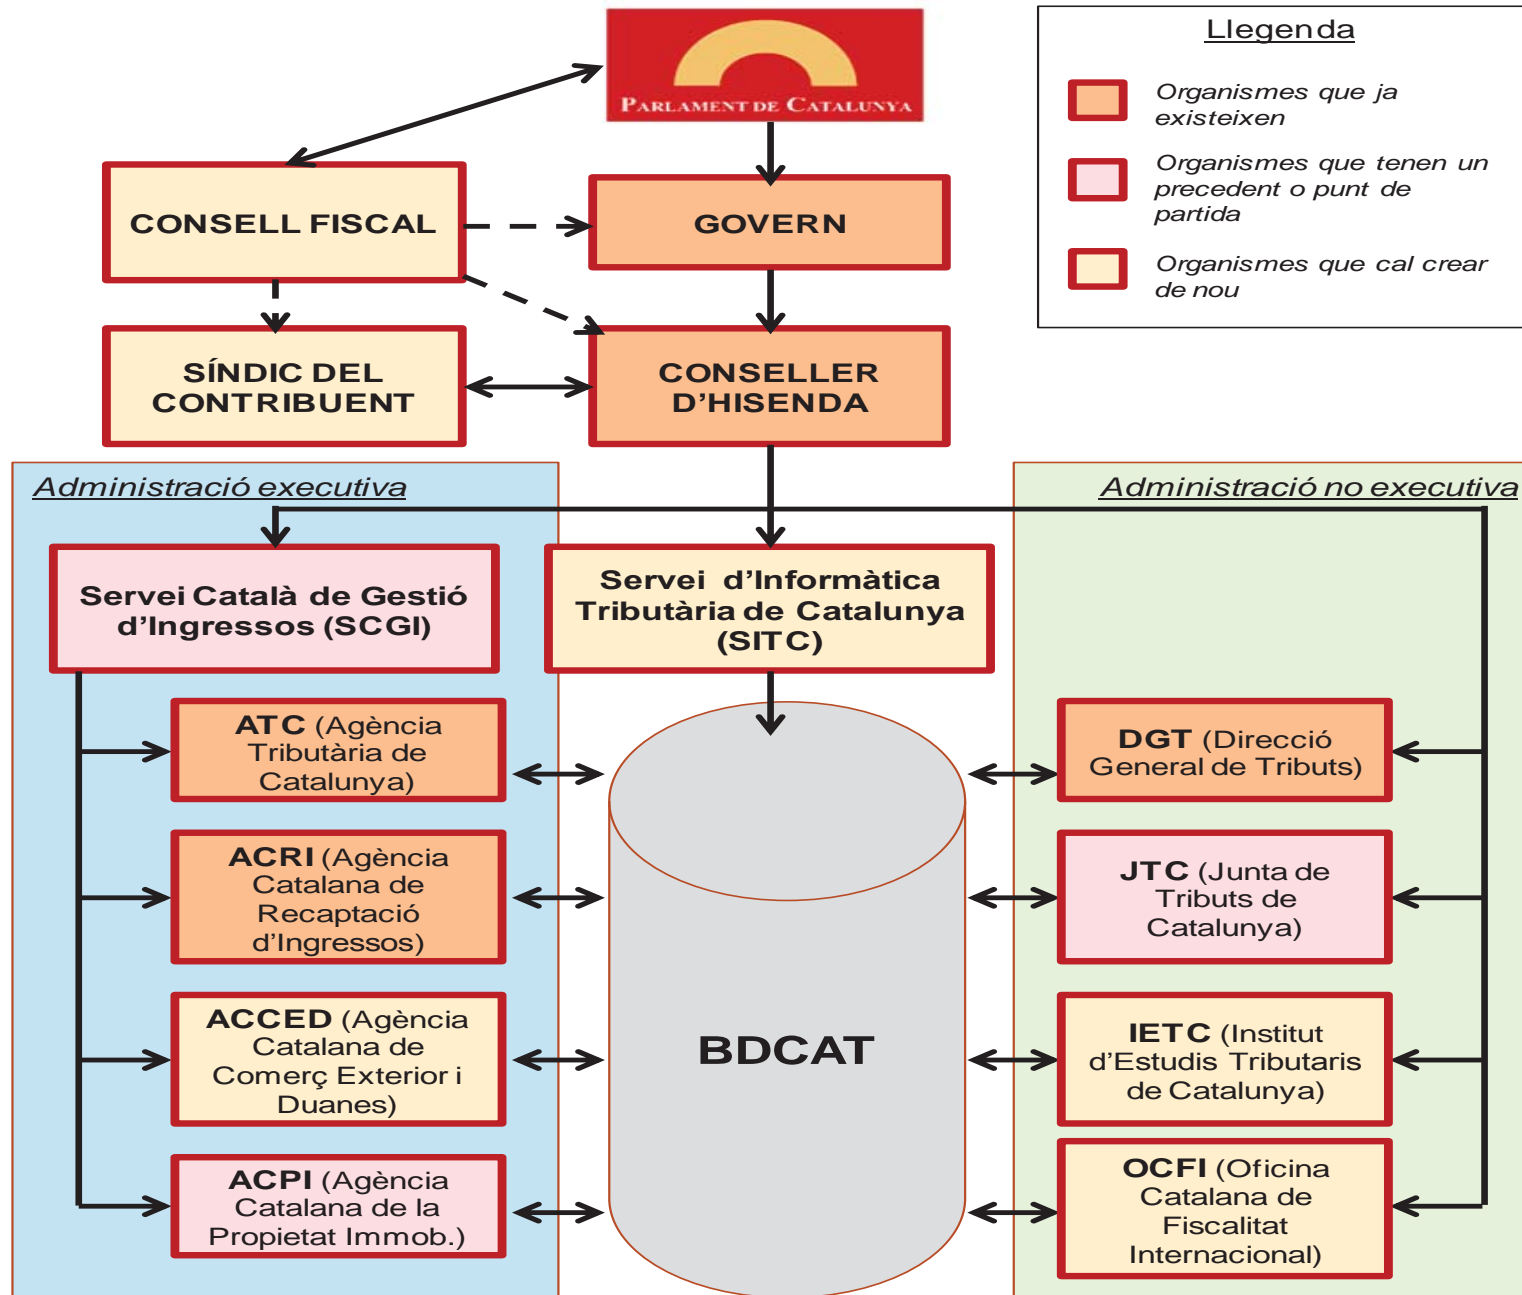 PARLAMENT DE CATALUNYA
Llegenda
Organismes que ja
existeixen
Organismes que tenen un
precedent o punt de
partida
Organismes que cal crear
de nou
CONSELL FISCAL
GOVERN
SÍNDIC DEL
CONTRIBUENT
CONSELLER
D’HISENDA
Administració executiva
Administració no executiva
Servei Català de Gestió
d’Ingressos (SCGI)
Servei d’Informàtica
Tributària de Catalunya
(SITC)
ATC (Agència
Tributària de
Catalunya)
ACRI (Agència
Catalana de
Recaptació
d’Ingressos)
ACCED (Agència
Catalana de
Comerç Exterior i
Duanes)
ACPI (Agència
Catalana de la
Propietat Immob.)
BDCAT
DGT (Direcció
General de Tributs)
JTC (Junta de
Tributs de
Catalunya)
IETC (Institut
d’Estudis Tributaris
de Catalunya)
OCFI (Oficina
Catalana de
Fiscalitat
Internacional)